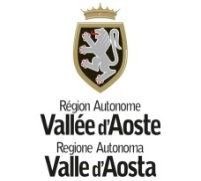 Région Autonome
Vallée d'Aoste
Regione Autonoma
Valle d'Aosta